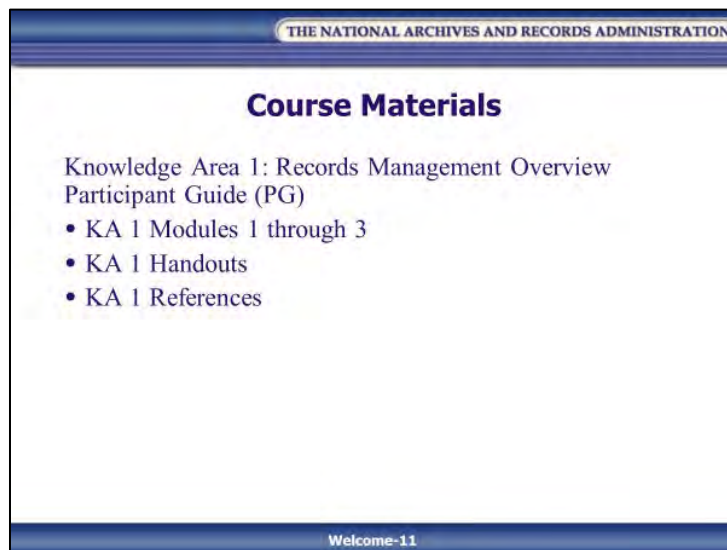 THE NATIONAL ARCHIVES AND RECORDS ADMINISTRATION
Course Materials
Knowledge Area 1: Records Management Overview
Participant Guide (PG)
• KA 1 Modules 1 through 3
• KA 1 Handouts
• KA 1 References
Welcome-11